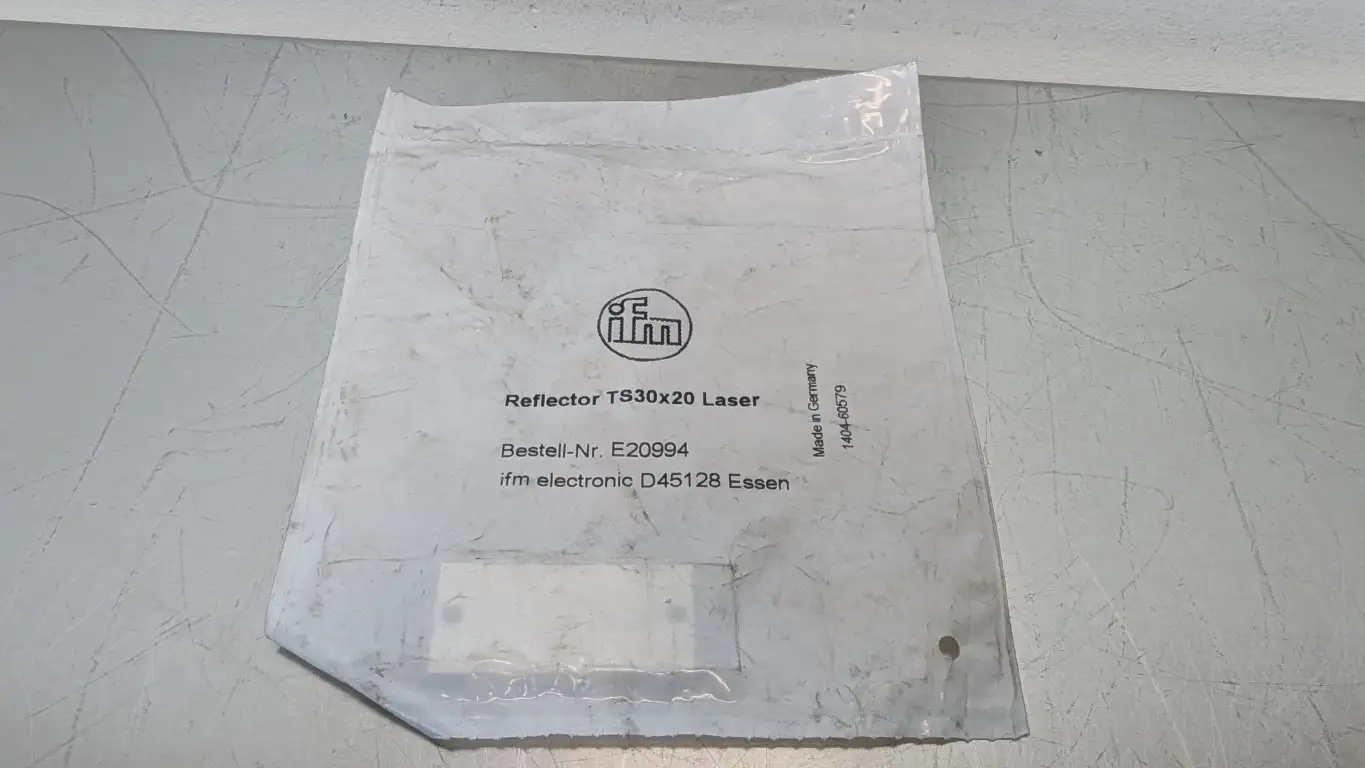 ifm
Reflector TS30x20 Laser
Bestell-Nr. E20994
ifm electronic D45128 Essen
Made in Germany
1404-60579